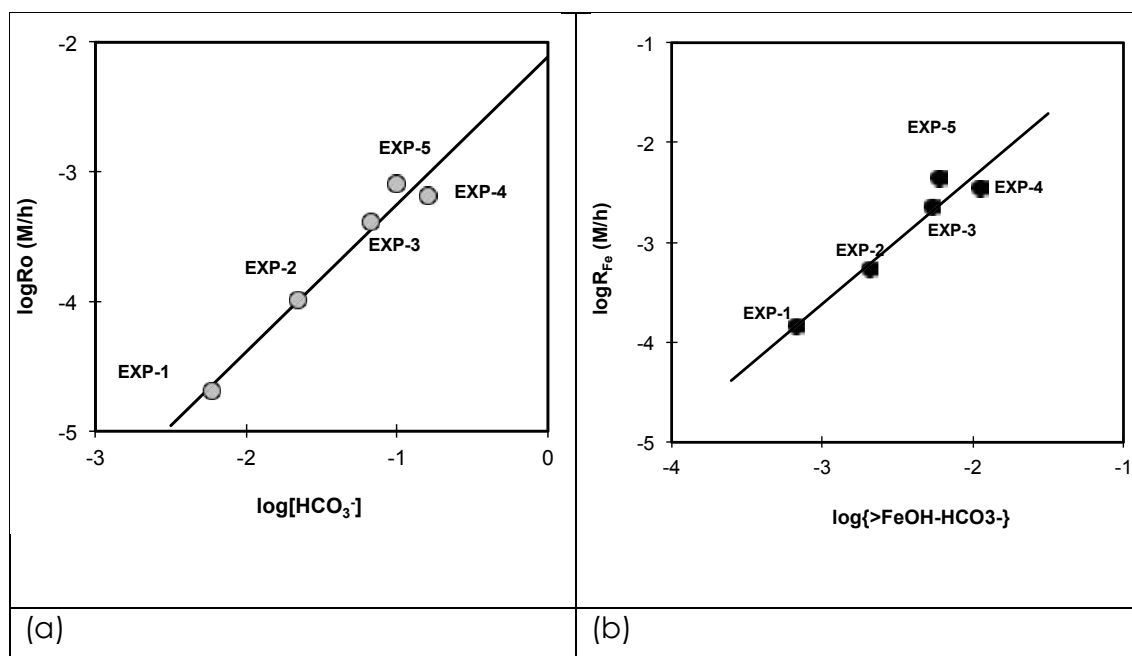 -2
-3
-4
-5
-3
-2
-1
0
logRo (M/h)
log[HCO₃⁻]
EXP-5
EXP-4
EXP-3
EXP-2
EXP-1
(a)
-1
-2
-3
-4
-5
-4
-3
-2
-1
logR_Fe (M/h)
log{>FeOH-HCO3-}
EXP-5
EXP-4
EXP-3
EXP-2
EXP-1
(b)